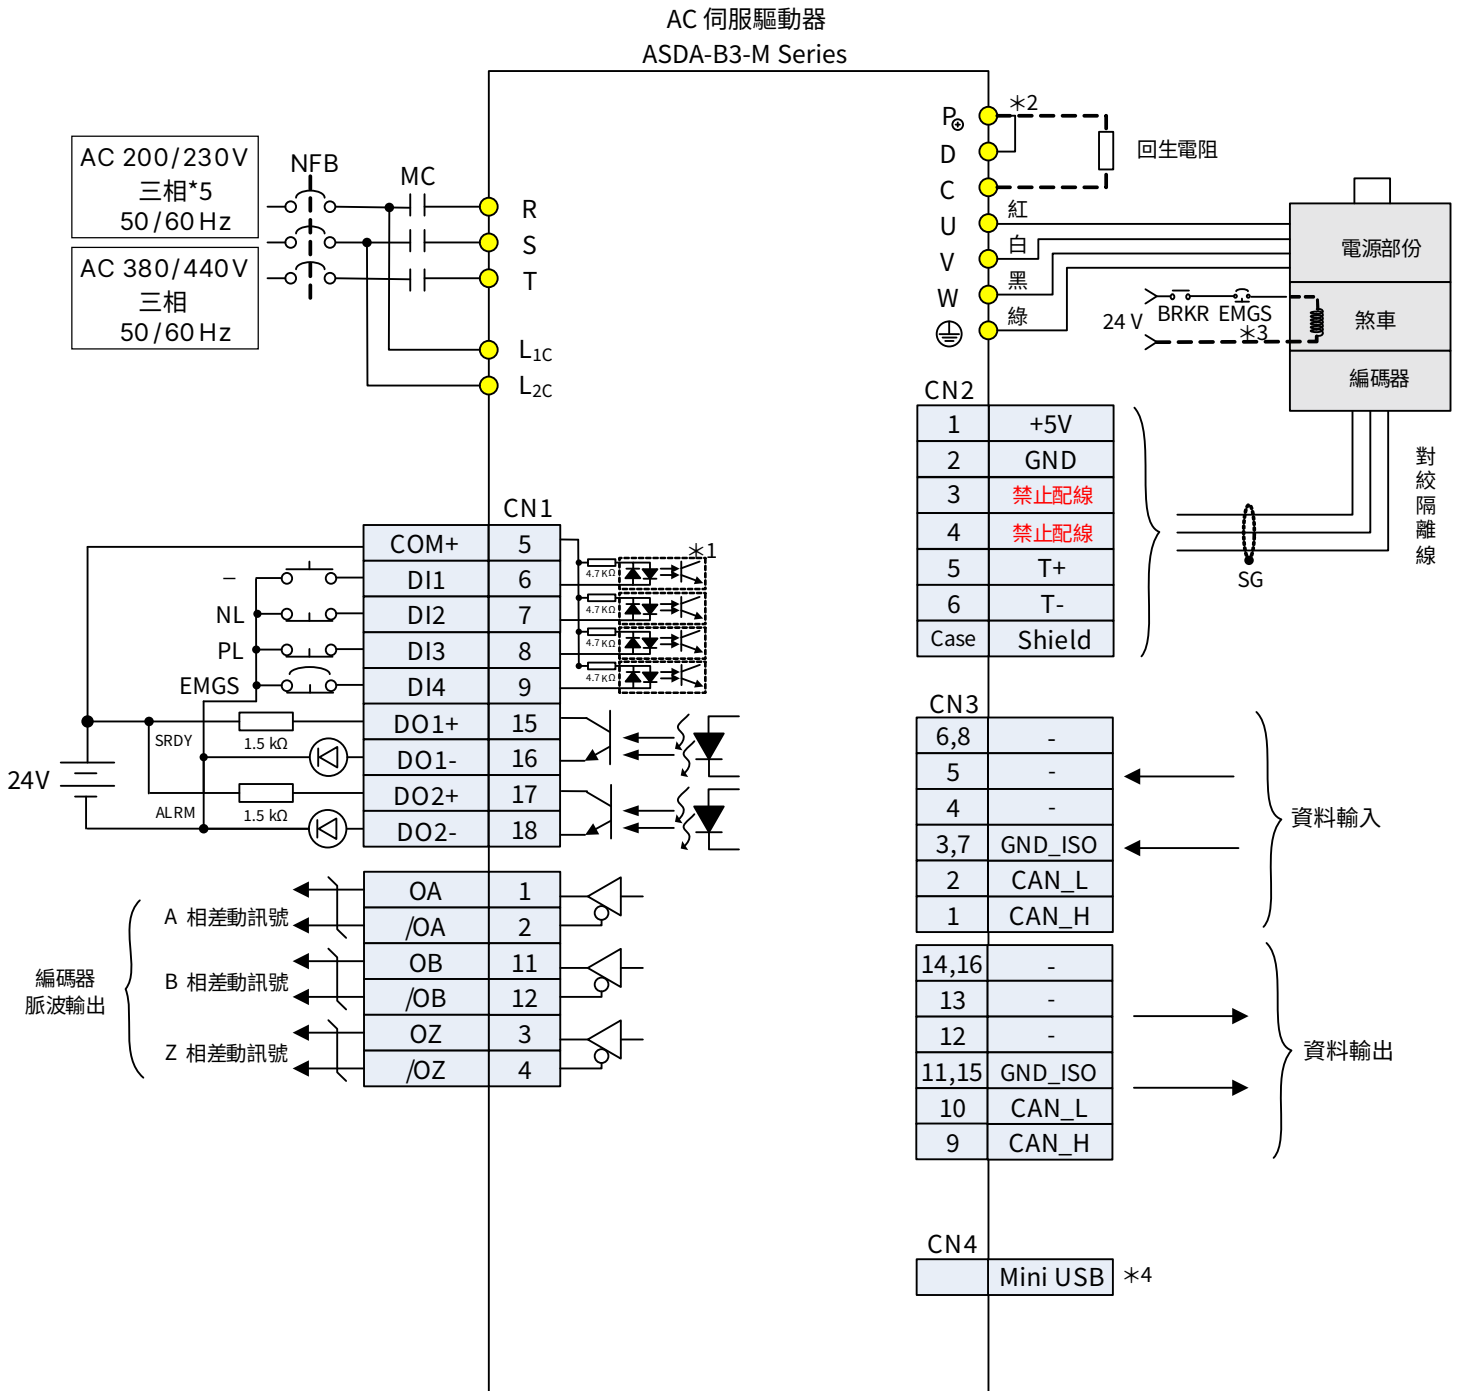 AC 伺服驅動器
ASDA-B3-M Series
AC 200/230V
三相*5
50/60Hz
AC 380/440V
三相
50/60Hz
NFB
MC
R
S
T
L1C
L2C
P⊕
D
C
U
V
W
*2
回生電阻
紅
白
黑
綠
電源部份
煞車
編碼器
24 V
BRKR
EMGS
*3
對絞隔離線
SG
CN2
1 +5V
2 GND
3 禁止配線
4 禁止配線
5 T+
6 T-
Case Shield
CN1
COM+ 5
DI1 6
DI2 7
DI3 8
DI4 9
DO1+ 15
DO1- 16
DO2+ 17
DO2- 18
–
NL
PL
EMGS
SRDY
1.5 kΩ
24V
ALRM
1.5 kΩ
*1
4.7KΩ
4.7KΩ
4.7KΩ
4.7KΩ
OA 1
/OA 2
OB 11
/OB 12
OZ 3
/OZ 4
A 相差動訊號
B 相差動訊號
Z 相差動訊號
編碼器
脈波輸出
CN3
6,8 -
5 -
4 -
3,7 GND_ISO
2 CAN_L
1 CAN_H
資料輸入
14,16 -
13 -
12 -
11,15 GND_ISO
10 CAN_L
9 CAN_H
資料輸出
CN4
Mini USB
*4